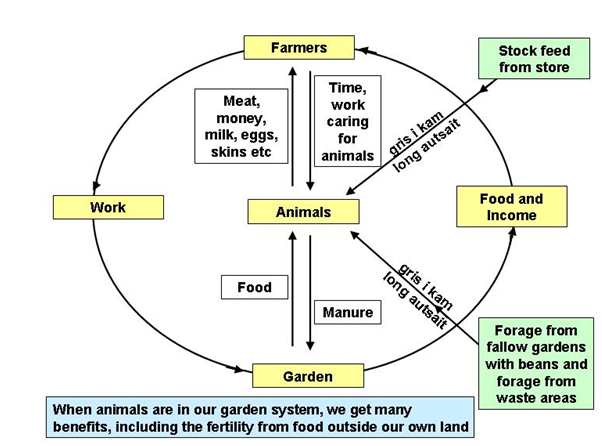 Farmers
Stock feed
from store
Meat,
money,
milk, eggs,
skins etc
Time,
work
caring
for
animals
gris i kam
long autsait
Work
Animals
Food and
Income
Food
Manure
gris i kam
long autsait
Forage from
fallow gardens
with beans and
forage from
waste areas
Garden
When animals are in our garden system, we get many
benefits, including the fertility from food outside our own land